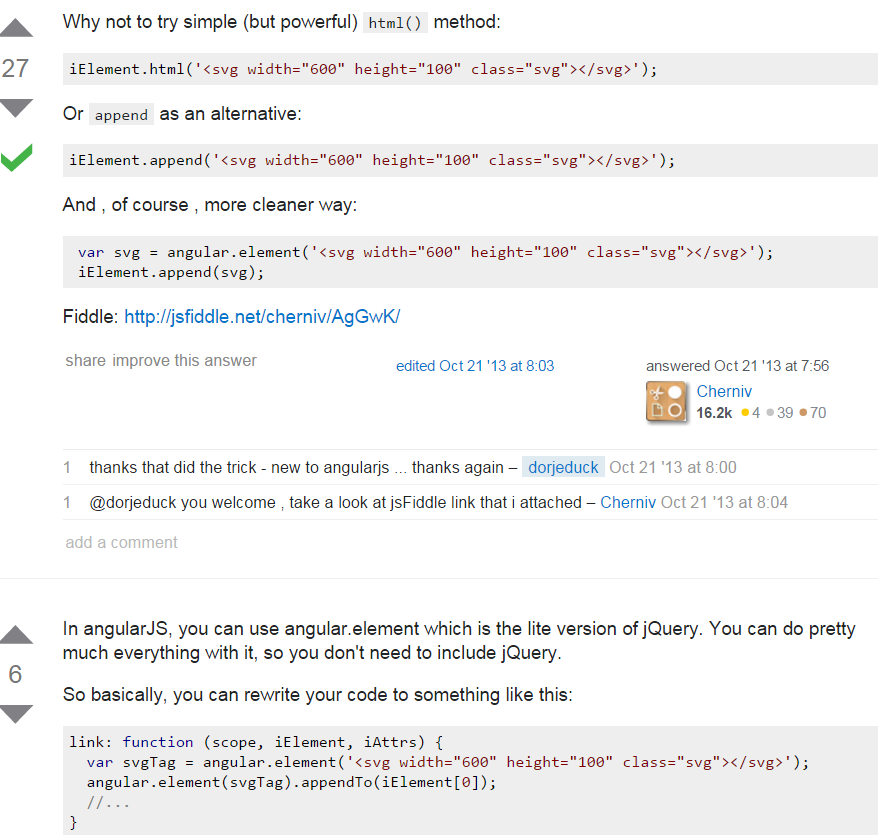 Why not to try simple (but powerful) html() method:
27
iElement.html('<svg width="600" height="100" class="svg"></svg>');
Or append as an alternative:
iElement.append('<svg width="600" height="100" class="svg"></svg>');
And , of course , more cleaner way:
var svg = angular.element('<svg width="600" height="100" class="svg"></svg>');
iElement.append(svg);
Fiddle: http://jsfiddle.net/cherniv/AgGwK/
share improve this answer
edited Oct 21 '13 at 8:03
answered Oct 21 '13 at 7:56
Cherniv
16.2k 4 39 70
1 thanks that did the trick - new to angularjs ... thanks again – dorjeduck Oct 21 '13 at 8:00
1 @dorjeduck you welcome , take a look at jsFiddle link that i attached – Cherniv Oct 21 '13 at 8:04
add a comment
In angularJS, you can use angular.element which is the lite version of jQuery. You can do pretty
much everything with it, so you don't need to include jQuery.
6
So basically, you can rewrite your code to something like this:
link: function (scope, iElement, iAttrs) {
var svgTag = angular.element('<svg width="600" height="100" class="svg"></svg>');
angular.element(svgTag).appendTo(iElement[0]);
//...
}